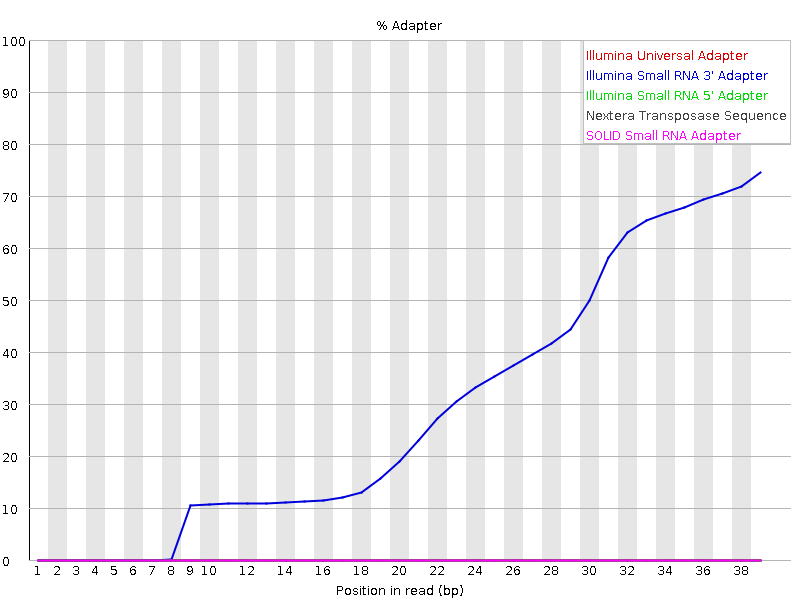 % Adapter
100
90
80
70
60
50
40
30
20
10
0
Illumina Universal Adapter
Illumina Small RNA 3' Adapter
Illumina Small RNA 5' Adapter
Nextera Transposase Sequence
SOLID Small RNA Adapter
1 2 3 4 5 6 7 8 9 10 12 14 16 18 20 22 24 26 28 30 32 34 36 38
Position in read (bp)